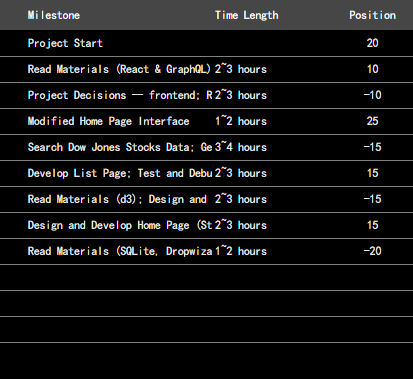 Milestone Time Length Position
Project Start 20
Read Materials (React & GraphQL) 2~3 hours 10
Project Decisions — frontend; R 2~3 hours -10
Modified Home Page Interface 1~2 hours 25
Search Dow Jones Stocks Data; Ge 3~4 hours -15
Develop List Page; Test and Debu 2~3 hours 15
Read Materials (d3); Design and 2~3 hours -15
Design and Develop Home Page (St 2~3 hours 15
Read Materials (SQLite, Dropwiza 1~2 hours -20